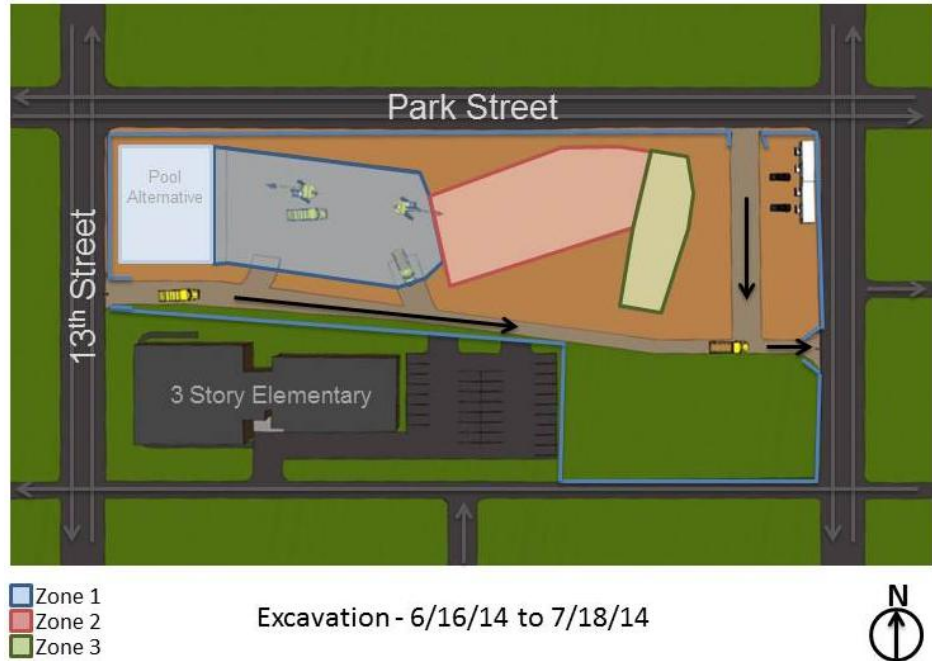 Park Street
Pool
Alternative
13th Street
3 Story Elementary
Zone 1
Zone 2
Zone 3
Excavation - 6/16/14 to 7/18/14
N